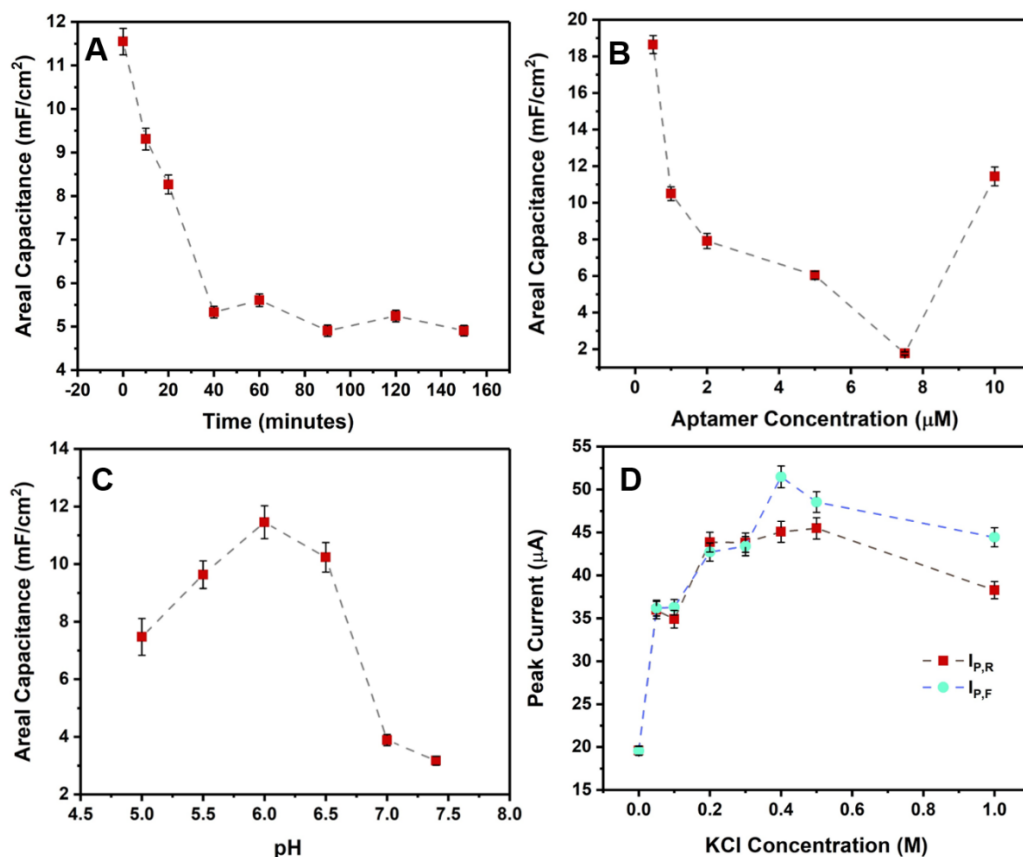 A
Areal Capacitance (mF/cm²)
12
11
10
9
8
7
6
5
4
-20 0 20 40 60 80 100 120 140 160
Time (minutes)
B
Areal Capacitance (mF/cm²)
20
18
16
14
12
10
8
6
4
2
0 2 4 6 8 10
Aptamer Concentration (μM)
C
Areal Capacitance (mF/cm²)
14
12
10
8
6
4
2
4.5 5.0 5.5 6.0 6.5 7.0 7.5 8.0
pH
D
Peak Current (μA)
55
50
45
40
35
30
25
20
15
I_P,R
I_P,F
0.0 0.2 0.4 0.6 0.8 1.0
KCl Concentration (M)